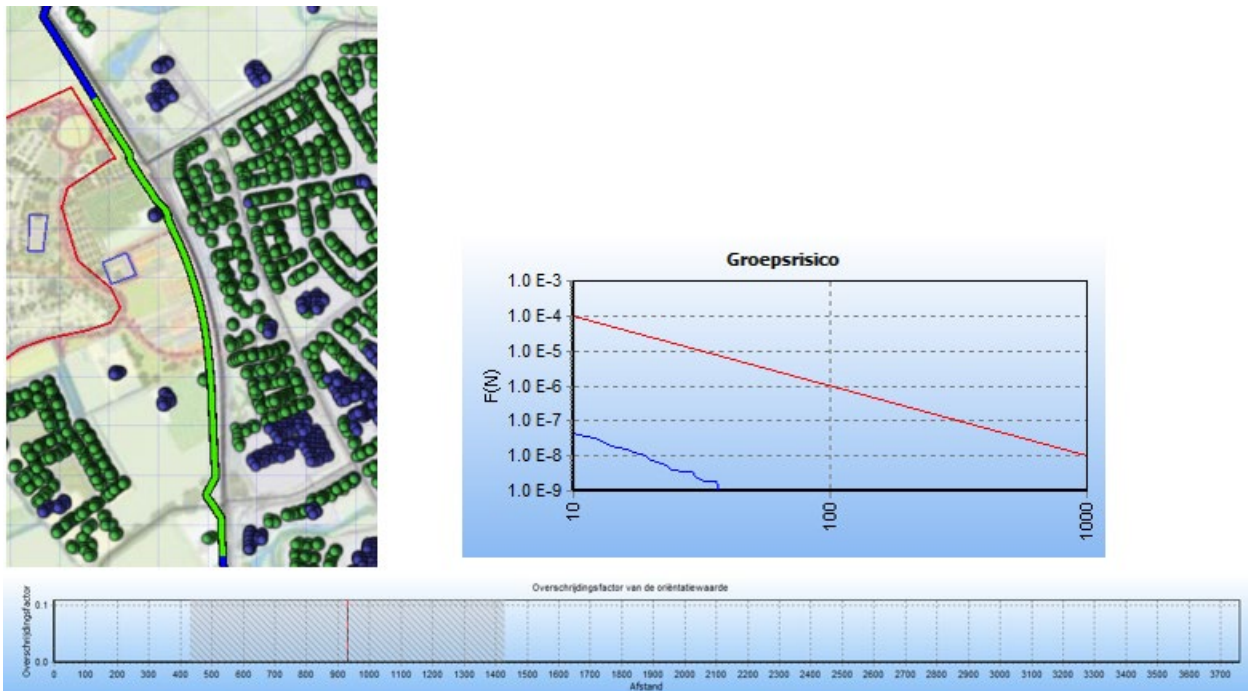 Groepsrisico
1.0 E-3
1.0 E-4
1.0 E-5
1.0 E-6
1.0 E-7
1.0 E-8
1.0 E-9
F(N)
10 100 1000
Overschrijdingsfactor van de oriëntatiewaarde
Overschrijdingsfactor
0.1
0.0
0 100 200 300 400 500 600 700 800 900 1000 1100 1200 1300 1400 1500 1600 1700 1800 1900 2000 2100 2200 2300 2400 2500 2600 2700 2800 2900 3000 3100 3200 3300 3400 3500 3600 3700
Afstand